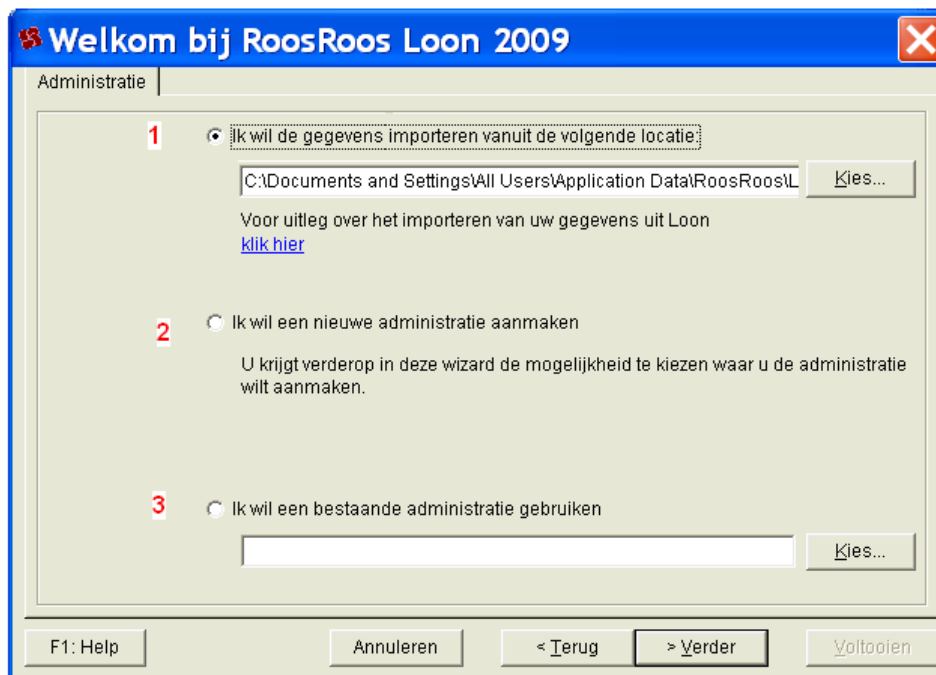 Welkom bij RoosRoos Loon 2009
Administratie
1
Ik wil de gegevens importeren vanuit de volgende locatie:
C:\Documents and Settings\All Users\Application Data\RoosRoos\L
Kies...
Voor uitleg over het importeren van uw gegevens uit Loon
klik hier
2
Ik wil een nieuwe administratie aanmaken
U krijgt verderop in deze wizard de mogelijkheid te kiezen waar u de administratie
wilt aanmaken.
3
Ik wil een bestaande administratie gebruiken
Kies...
F1: Help
Annuleren
< Terug
> Verder
Voltooien